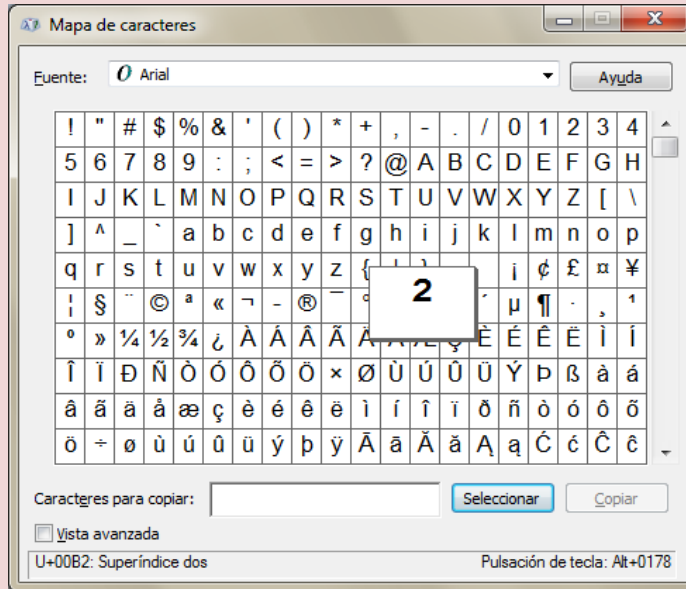 Mapa de caracteres
Fuente: O Arial Ayuda
! " # $ % & ' ( ) * + , - . / 0 1 2 3 4
5 6 7 8 9 : ; < = > ? @ A B C D E F G H
I J K L M N O P Q R S T U V W X Y Z [ \
] ^ _ ` a b c d e f g h i j k l m n o p
q r s t u v w x y z { ¡ ¢ £ ¤ ¥
¦ § ¨ © ª « ¬ - ® ¯ ° 2 ´ µ ¶ · ¸ ¹
º » ¼ ½ ¾ ¿ À Á Â Ã Ä Å Æ Ç È É Ê Ë Ì Í
Î Ï Ð Ñ Ò Ó Ô Õ Ö × Ø Ù Ú Û Ü Ý Þ ß à á
â ã ä å æ ç è é ê ë ì í î ï ð ñ ò ó ô õ
ö ÷ ø ù ú û ü ý þ ÿ Ā ā Ă ă Ą ą Ć ć Ĉ ĉ
Caracteres para copiar: Seleccionar Copiar
Vista avanzada
U+00B2: Superíndice dos Pulsación de tecla: Alt+0178